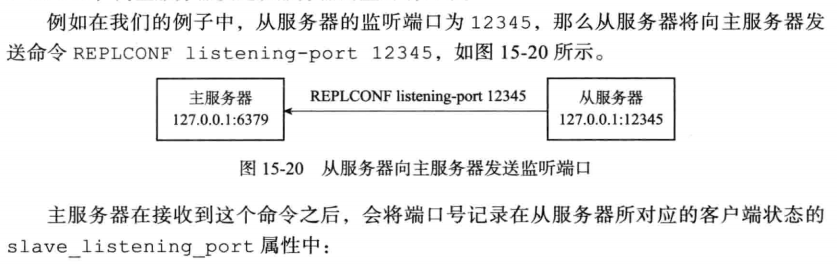 例如在我们的例子中，从服务器的监听端口为 12345，那么从服务器将向主服务器发
送命令 REPLCONF listening-port 12345，如图 15-20 所示。
主服务器
127.0.0.1:6379
REPLCONF listening-port 12345
从服务器
127.0.0.1:12345
图 15-20 从服务器向主服务器发送监听端口
主服务器在接收到这个命令之后，会将端口号记录在从服务器所对应的客户端状态的
slave_listening_port 属性中：